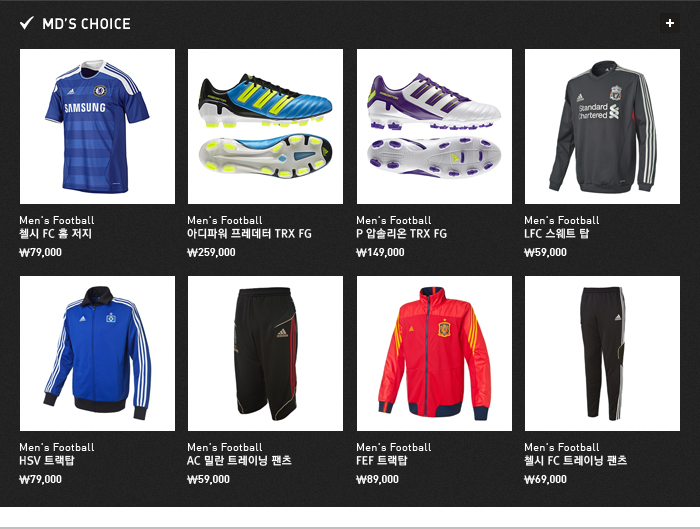 MD'S CHOICE
+
SAMSUNG
Standard
Chartered
Men's Football
첼시 FC 홈 저지
₩79,000
Men's Football
아디파워 프레데터 TRX FG
₩259,000
Men's Football
P 압솔리온 TRX FG
₩149,000
Men's Football
LFC 스웨트 탑
₩59,000
Men's Football
HSV 트랙탑
₩79,000
Men's Football
AC 밀란 트레이닝 팬츠
₩59,000
Men's Football
FEF 트랙탑
₩89,000
Men's Football
첼시 FC 트레이닝 팬츠
₩69,000